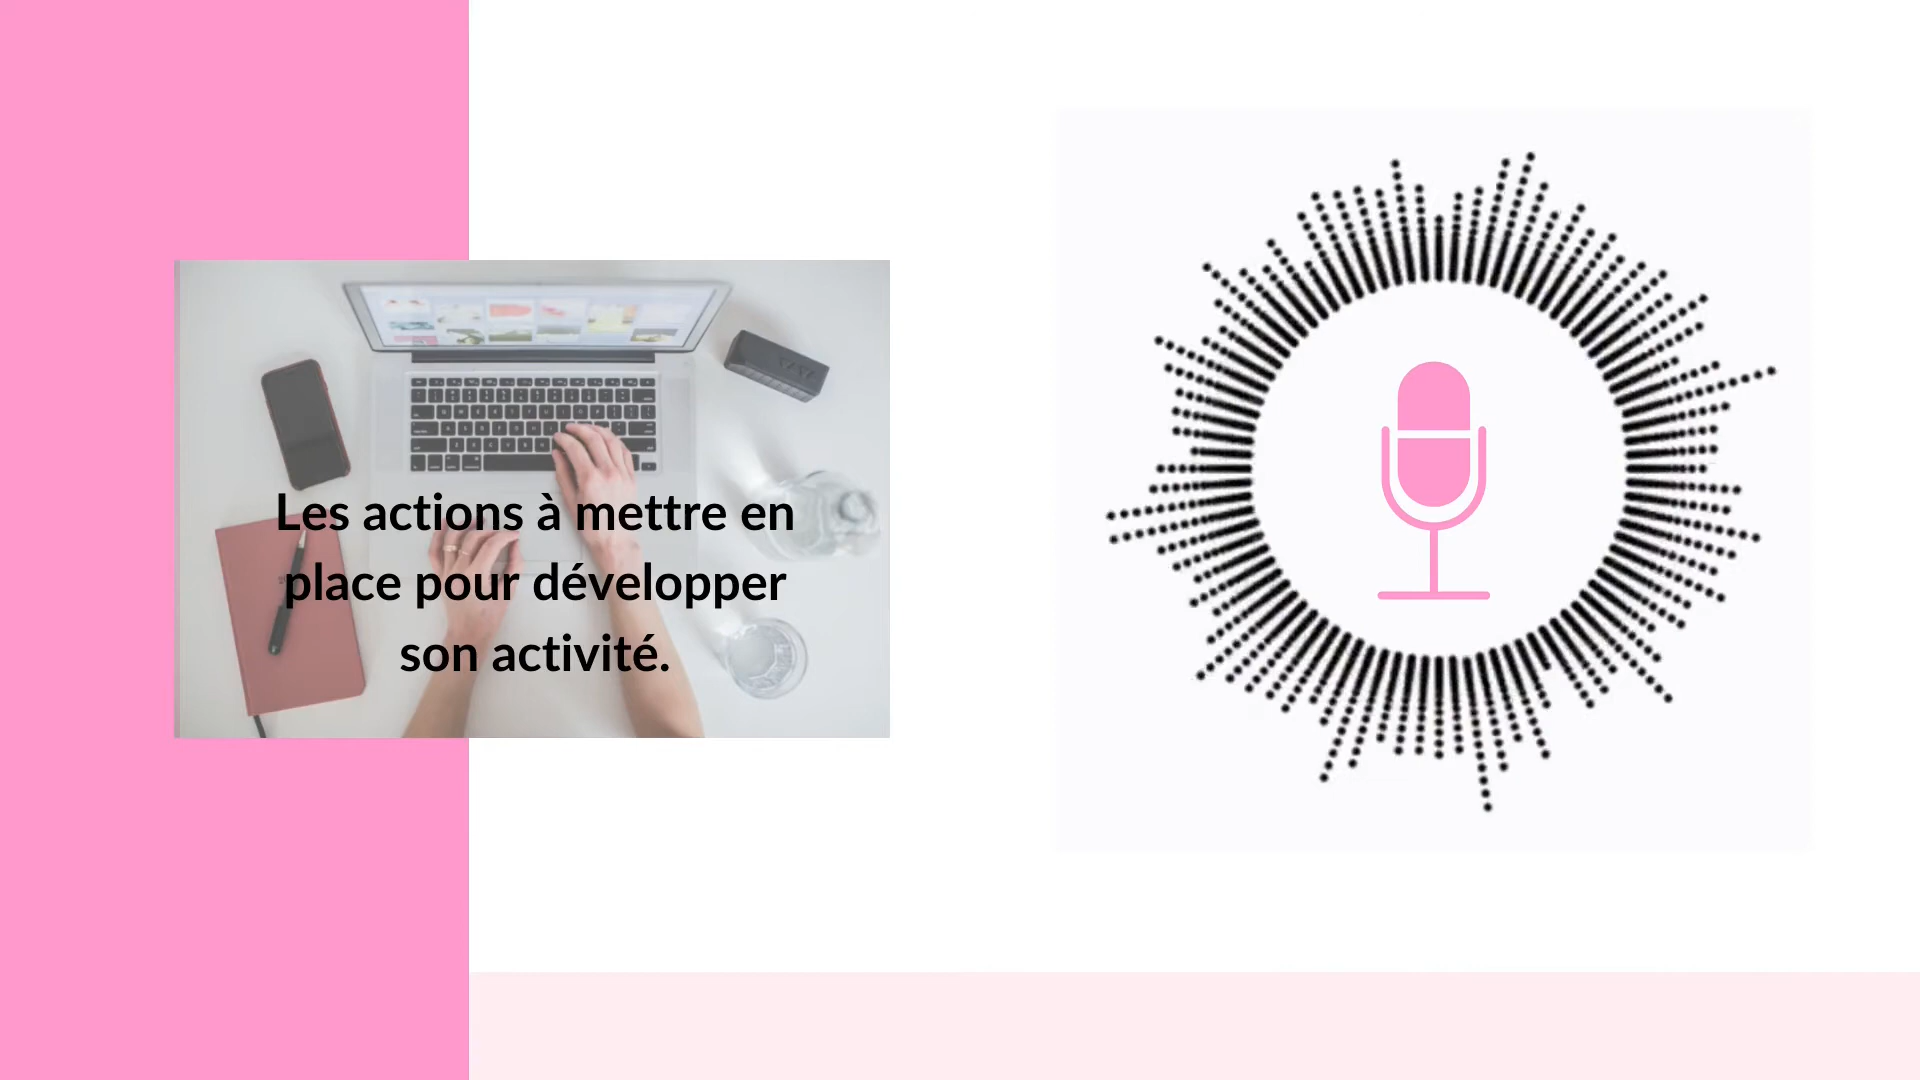 Les actions à mettre en
place pour développer
son activité.